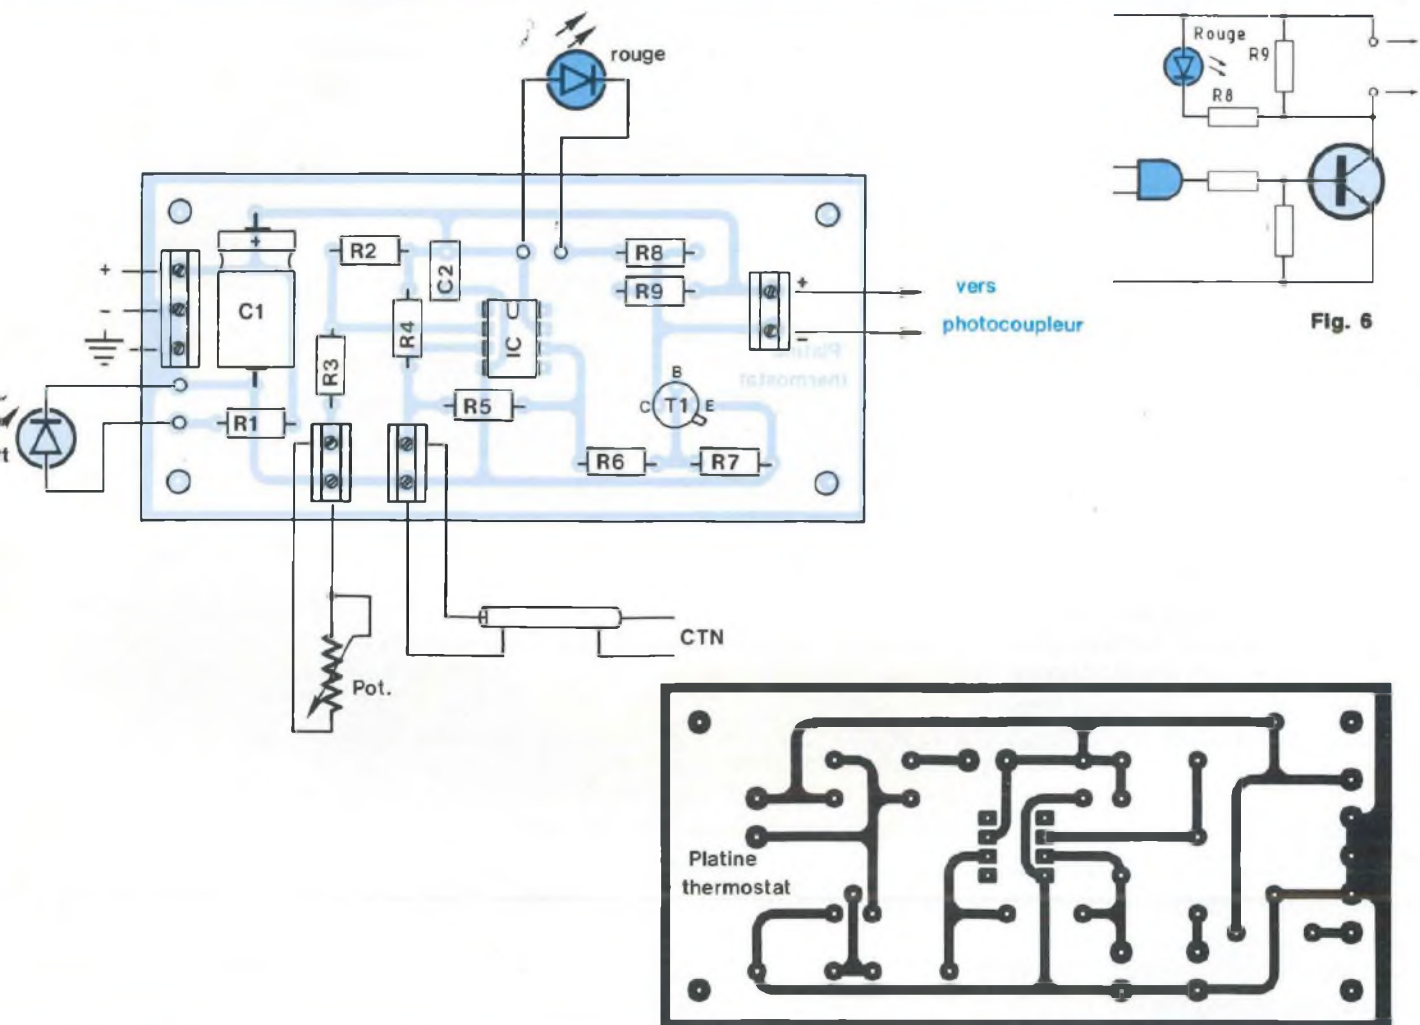 rouge
Rouge
R9
R8
Fig. 6
+
-
+
C1
R2
C2
R4
R3
IC
R8
R9
+
-
vers
photocoupleur
Platine
thermostat
B
C T1 E
R1
R5
R6
R7
Pot.
CTN
Platine
thermostat